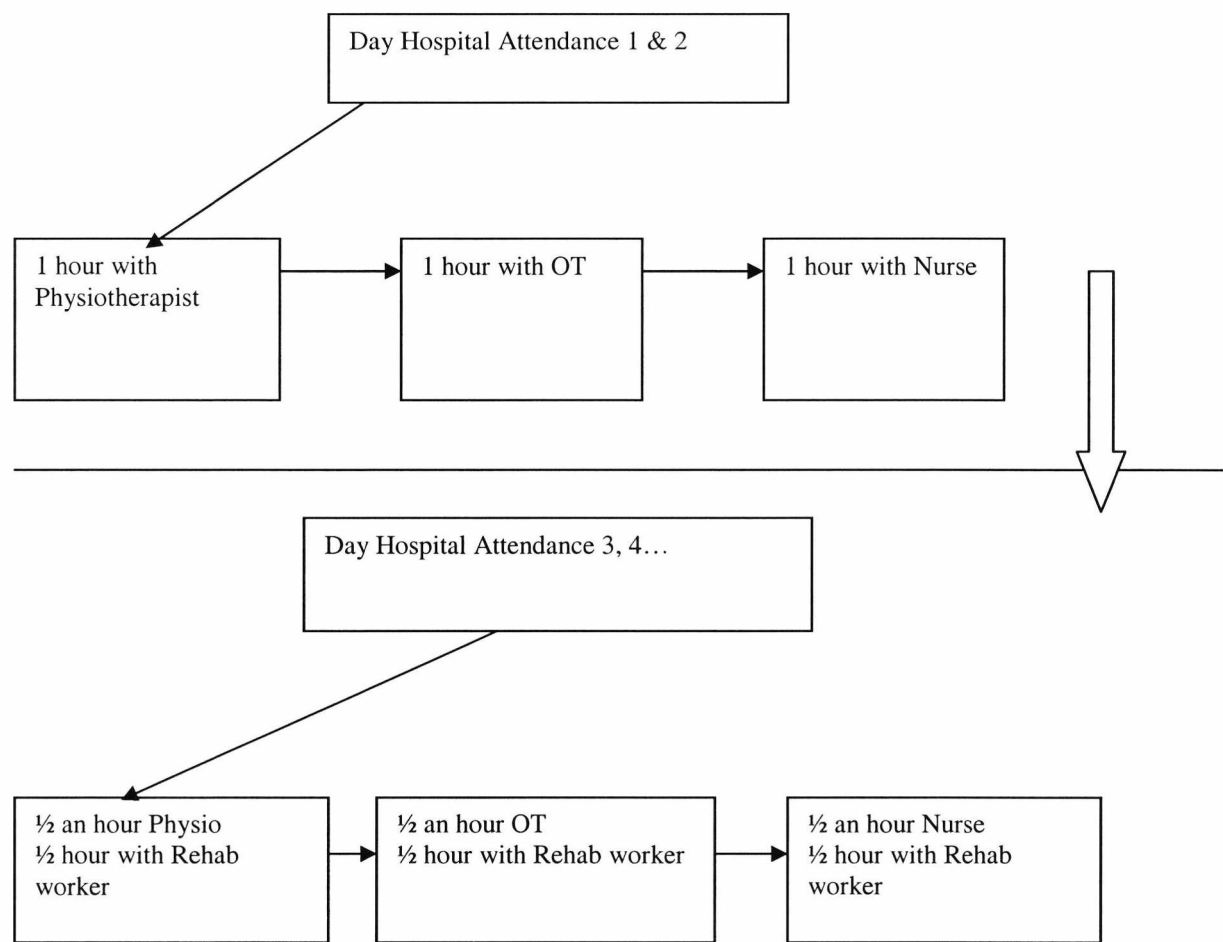 Day Hospital Attendance 1 & 2
1 hour with
Physiotherapist
1 hour with OT
1 hour with Nurse
Day Hospital Attendance 3, 4…
½ an hour Physio
½ hour with Rehab
worker
½ an hour OT
½ hour with Rehab worker
½ an hour Nurse
½ hour with Rehab
worker